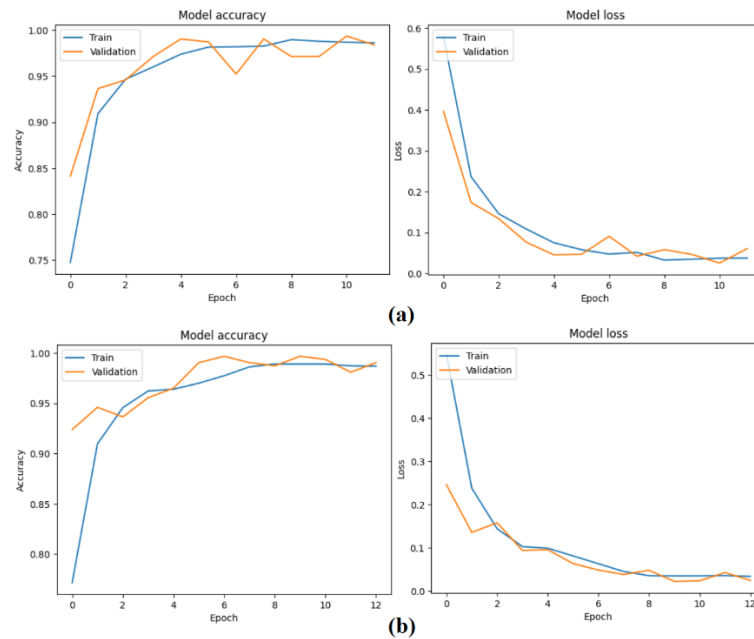 Model accuracy
Train
Validation
1.00
0.95
0.90
0.85
0.80
0.75
Accuracy
0 2 4 6 8 10
Epoch
Model loss
Train
Validation
0.6
0.5
0.4
0.3
0.2
0.1
0.0
Loss
0 2 4 6 8 10
Epoch
(a)
Model accuracy
Train
Validation
1.00
0.95
0.90
0.85
0.80
Accuracy
0 2 4 6 8 10 12
Epoch
Model loss
Train
Validation
0.5
0.4
0.3
0.2
0.1
0.0
Loss
0 2 4 6 8 10 12
Epoch
(b)